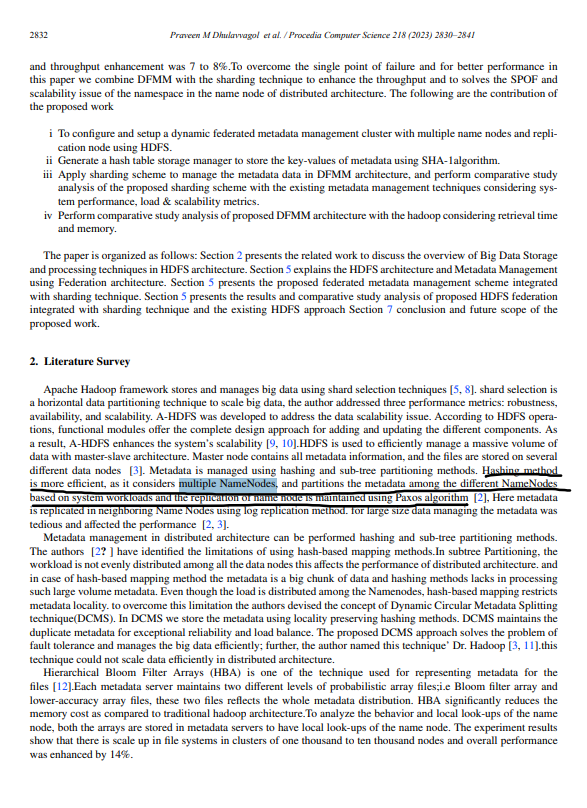 2832
Praveen M Dhulavvagol et al. / Procedia Computer Science 218 (2023) 2830–2841
and throughput enhancement was 7 to 8%.To overcome the single point of failure and for better performance in
this paper we combine DFMM with the sharding technique to enhance the throughput and to solves the SPOF and
scalability issue of the namespace in the name node of distributed architecture. The following are the contribution of
the proposed work
i To configure and setup a dynamic federated metadata management cluster with multiple name nodes and repli-
cation node using HDFS.
ii Generate a hash table storage manager to store the key-values of metadata using SHA-1algorithm.
iii Apply sharding scheme to manage the metadata data in DFMM architecture, and perform comparative study
analysis of the proposed sharding scheme with the existing metadata management techniques considering sys-
tem performance, load & scalability metrics.
iv Perform comparative study analysis of proposed DFMM architecture with the hadoop considering retrieval time
and memory.
The paper is organized as follows: Section 2 presents the related work to discuss the overview of Big Data Storage
and processing techniques in HDFS architecture. Section 5 explains the HDFS architecture and Metadata Management
using Federation architecture. Section 5 presents the proposed federated metadata management scheme integrated
with sharding technique. Section 5 presents the results and comparative study analysis of proposed HDFS federation
integrated with sharding technique and the existing HDFS approach Section 7 conclusion and future scope of the
proposed work.
2. Literature Survey
Apache Hadoop framework stores and manages big data using shard selection techniques [5, 8]. shard selection is
a horizontal data partitioning technique to scale big data, the author addressed three performance metrics: robustness,
availability, and scalability. A-HDFS was developed to address the data scalability issue. According to HDFS opera-
tions, functional modules offer the complete design approach for adding and updating the different components. As
a result, A-HDFS enhances the system's scalability [9, 10].HDFS is used to efficiently manage a massive volume of
data with master-slave architecture. Master node contains all metadata information, and the files are stored on several
different data nodes [3]. Metadata is managed using hashing and sub-tree partitioning methods. Hashing method
is more efficient, as it considers multiple NameNodes, and partitions the metadata among the different NameNodes
based on system workloads and the replication of name node is maintained using Paxos algorithm [2], Here metadata
is replicated in neighboring Name Nodes using log replication method. for large size data managing the metadata was
tedious and affected the performance [2, 3].
Metadata management in distributed architecture can be performed hashing and sub-tree partitioning methods.
The authors [2? ] have identified the limitations of using hash-based mapping methods.In subtree Partitioning, the
workload is not evenly distributed among all the data nodes this affects the performance of distributed architecture. and
in case of hash-based mapping method the metadata is a big chunk of data and hashing methods lacks in processing
such large volume metadata. Even though the load is distributed among the Namenodes, hash-based mapping restricts
metadata locality. to overcome this limitation the authors devised the concept of Dynamic Circular Metadata Splitting
technique(DCMS). In DCMS we store the metadata using locality preserving hashing methods. DCMS maintains the
duplicate metadata for exceptional reliability and load balance. The proposed DCMS approach solves the problem of
fault tolerance and manages the big data efficiently; further, the author named this technique' Dr. Hadoop [3, 11].this
technique could not scale data efficiently in distributed architecture.
Hierarchical Bloom Filter Arrays (HBA) is one of the technique used for representing metadata for the
files [12].Each metadata server maintains two different levels of probabilistic array files;i.e Bloom filter array and
lower-accuracy array files, these two files reflects the whole metadata distribution. HBA significantly reduces the
memory cost as compared to traditional hadoop architecture.To analyze the behavior and local look-ups of the name
node, both the arrays are stored in metadata servers to have local look-ups of the name node. The experiment results
show that there is scale up in file systems in clusters of one thousand to ten thousand nodes and overall performance
was enhanced by 14%.